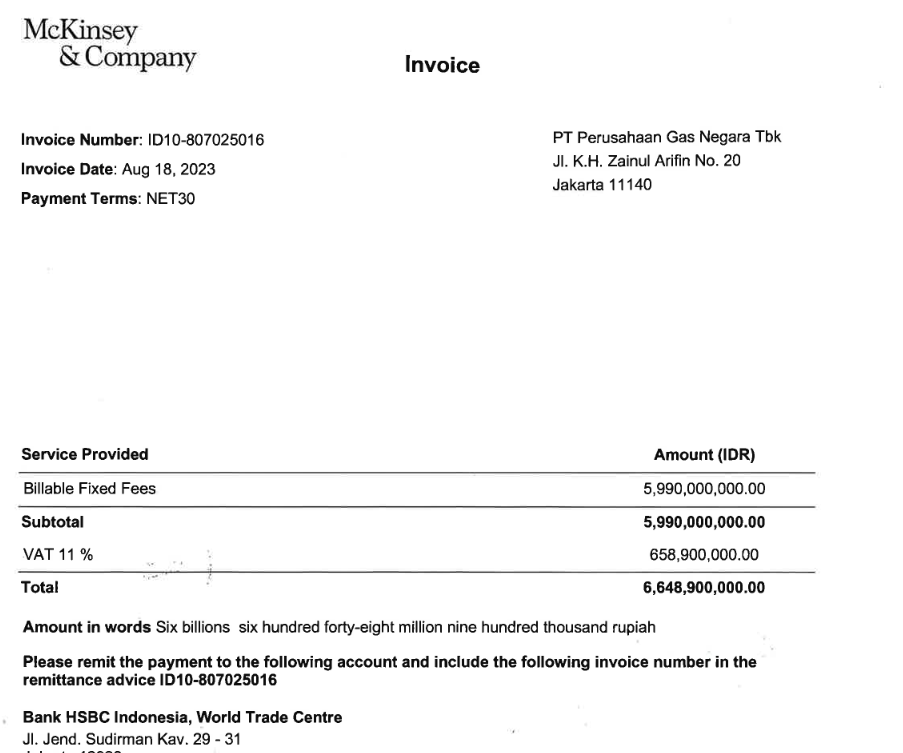 McKinsey
& Company
Invoice
Invoice Number: ID10-807025016
Invoice Date: Aug 18, 2023
Payment Terms: NET30
PT Perusahaan Gas Negara Tbk
Jl. K.H. Zainul Arifin No. 20
Jakarta 11140
Service Provided Amount (IDR)
Billable Fixed Fees 5,990,000,000.00
Subtotal 5,990,000,000.00
VAT 11 % 658,900,000.00
Total 6,648,900,000.00
Amount in words Six billions six hundred forty-eight million nine hundred thousand rupiah
Please remit the payment to the following account and include the following invoice number in the
remittance advice ID10-807025016
Bank HSBC Indonesia, World Trade Centre
Jl. Jend. Sudirman Kav. 29 - 31